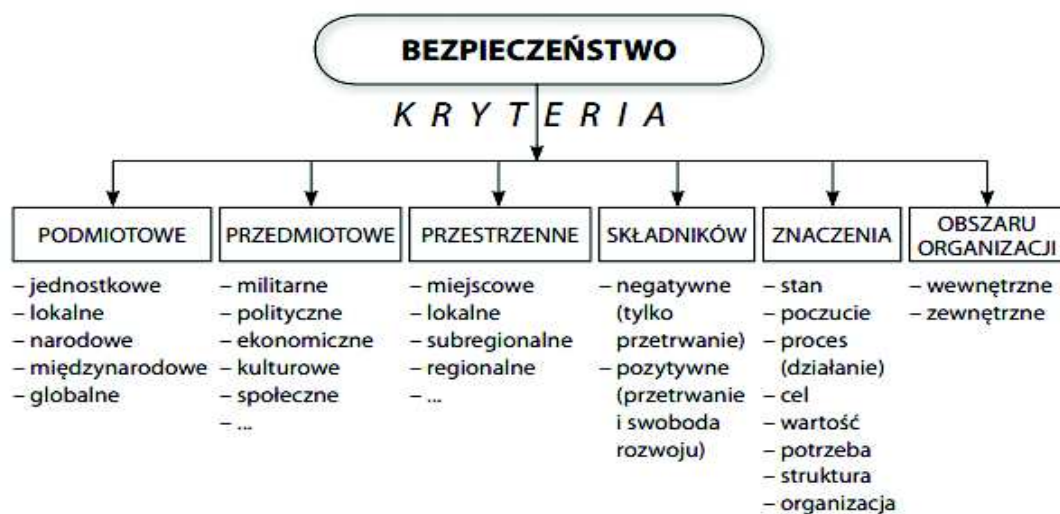 BEZPIECZEŃSTWO
KRYTERIA
PODMIOTOWE
– jednostkowe
– lokalne
– narodowe
– międzynarodowe
– globalne
PRZEDMIOTOWE
– militarne
– polityczne
– ekonomiczne
– kulturowe
– społeczne
– ...
PRZESTRZENNE
– miejscowe
– lokalne
– subregionalne
– regionalne
– ...
SKŁADNIKÓW
– negatywne
(tylko
przetrwanie)
– pozytywne
(przetrwanie
i swoboda
rozwoju)
ZNACZENIA
– stan
– poczucie
– proces
(działanie)
– cel
– wartość
– potrzeba
– struktura
– organizacja
OBSZARU
ORGANIZACJI
– wewnętrzne
– zewnętrzne